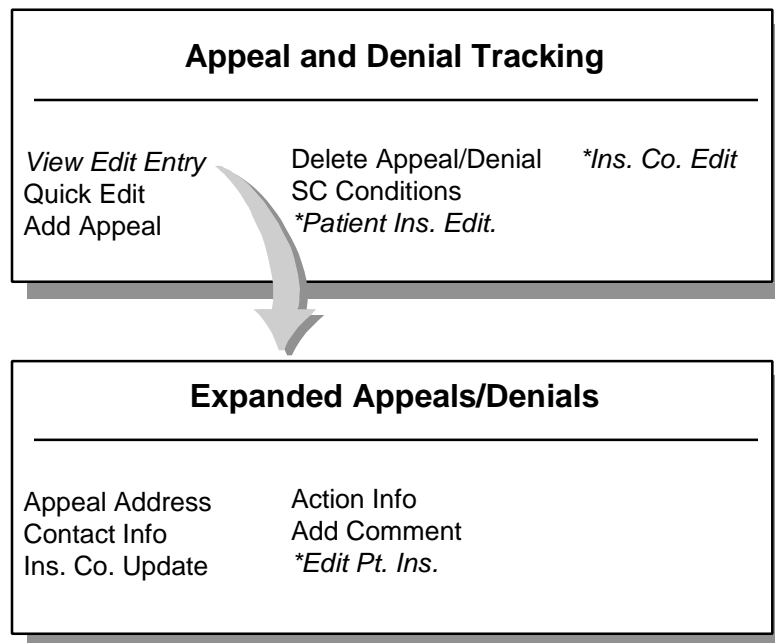 Appeal and Denial Tracking
View Edit Entry
Quick Edit
Add Appeal
Delete Appeal/Denial
SC Conditions
*Patient Ins. Edit.
*Ins. Co. Edit
Expanded Appeals/Denials
Appeal Address
Contact Info
Ins. Co. Update
Action Info
Add Comment
*Edit Pt. Ins.